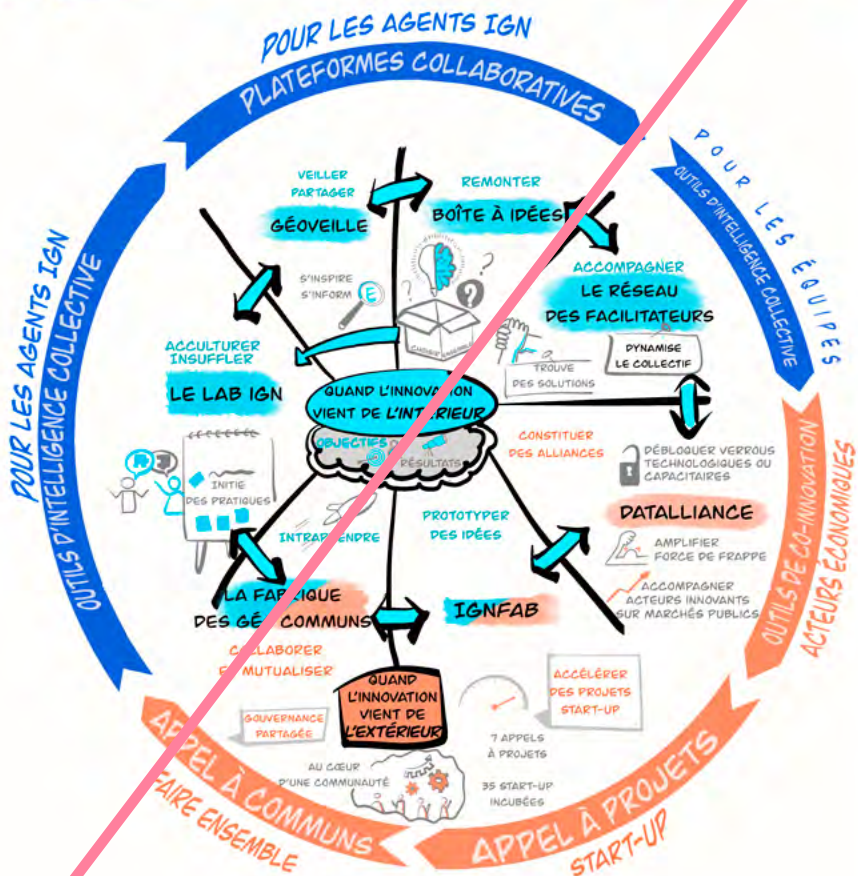 POUR LES AGENTS IGN
PLATEFORMES COLLABORATIVES
POUR LES ÉQUIPES
OUTILS D'INTELLIGENCE COLLECTIVE
POUR LES AGENTS IGN
OUTILS D'INTELLIGENCE COLLECTIVE
VEILLER
PARTAGER
GÉOVEILLE
REMONTER
BOÎTE À IDÉES
S'INSPIRE
S'INFORM
E
?
?
?
CHOISIR ENSEMBLE
ACCOMPAGNER
LE RÉSEAU
DES FACILITATEURS
TROUVE
DES SOLUTIONS
DYNAMISE
LE COLLECTIF
ACCULTURER
INSUFFLER
LE LAB IGN
QUAND L'INNOVATION
VIENT DE L'INTÉRIEUR
OBJECTIFS
RÉSULTATS
INITIE
DES PRATIQUES
INTRAPRENDRE
PROTOTYPER
DES IDÉES
CONSTITUER
DES ALLIANCES
DÉBLOQUER VERROUS
TECHNOLOGIQUES OU
CAPACITAIRES
DATALLIANCE
AMPLIFIER
FORCE DE FRAPPE
ACCOMPAGNER
ACTEURS INNOVANTS
SUR MARCHÉS PUBLICS
OUTILS DE CO-INNOVATION
ACTEURS ÉCONOMIQUES
LA FABRIQUE
DES GÉ COMMUNS
COLLABORER
ET MUTUALISER
IGNFAB
QUAND
L'INNOVATION
VIENT DE
L'EXTÉRIEUR
GOUVERNANCE
PARTAGÉE
AU CŒUR
D'UNE COMMUNAUTÉ
ACCÉLÉRER
DES PROJETS
START-UP
7 APPELS
À PROJETS
35 START-UP
INCUBÉES
APPEL À COMMUNS
FAIRE ENSEMBLE
APPEL À PROJETS
START-UP